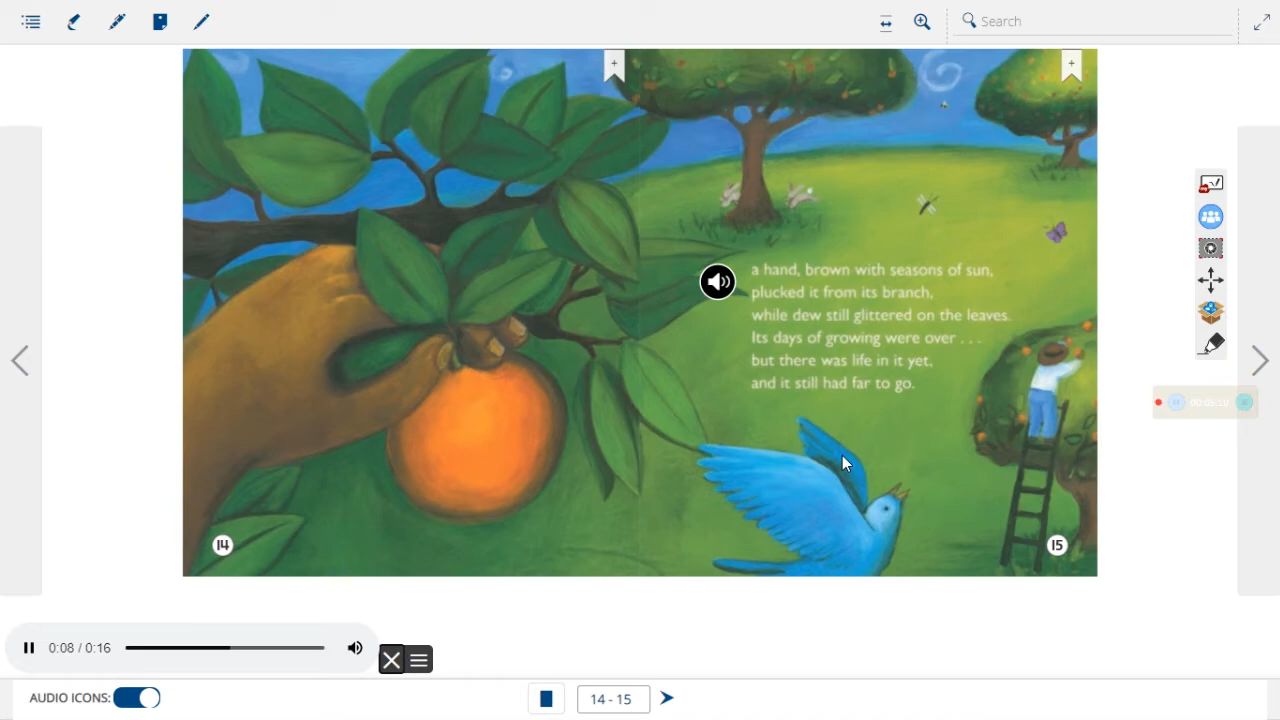 Search
a hand, brown with seasons of sun,
plucked it from its branch,
while dew still glittered on the leaves.
Its days of growing were over . . .
but there was life in it yet,
and it still had far to go.
14
15
0:08 / 0:16
AUDIO ICONS:
14 - 15